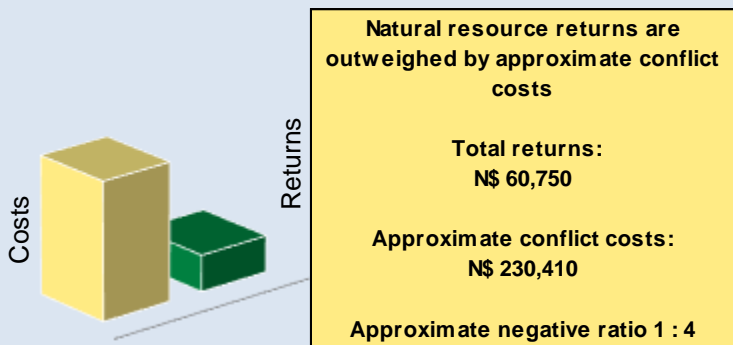 Costs
Returns
Natural resource returns are
outweighed by approximate conflict
costs
Total returns:
N$ 60,750
Approximate conflict costs:
N$ 230,410
Approximate negative ratio 1 : 4